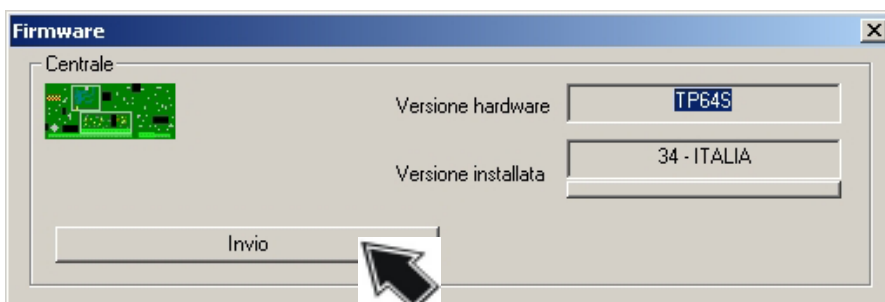 Firmware
Centrale
Versione hardware TP64S
Versione installata 34 - ITALIA
Invio